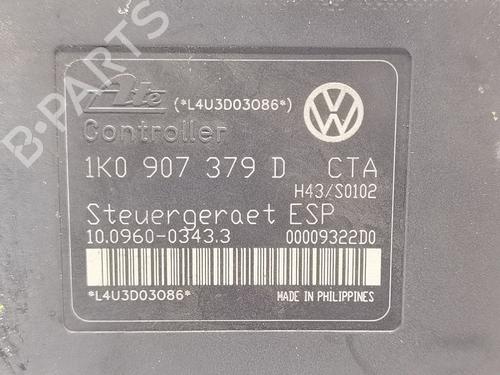 Ate (*L4U3D03086*)
Controller
1K0 907 379 D CTA
H43/S0102
Steuergeraet ESP
10.0960-0343.3 00009322D0
*L4U3D03086*
MADE IN PHILIPPINES
B-PARTS